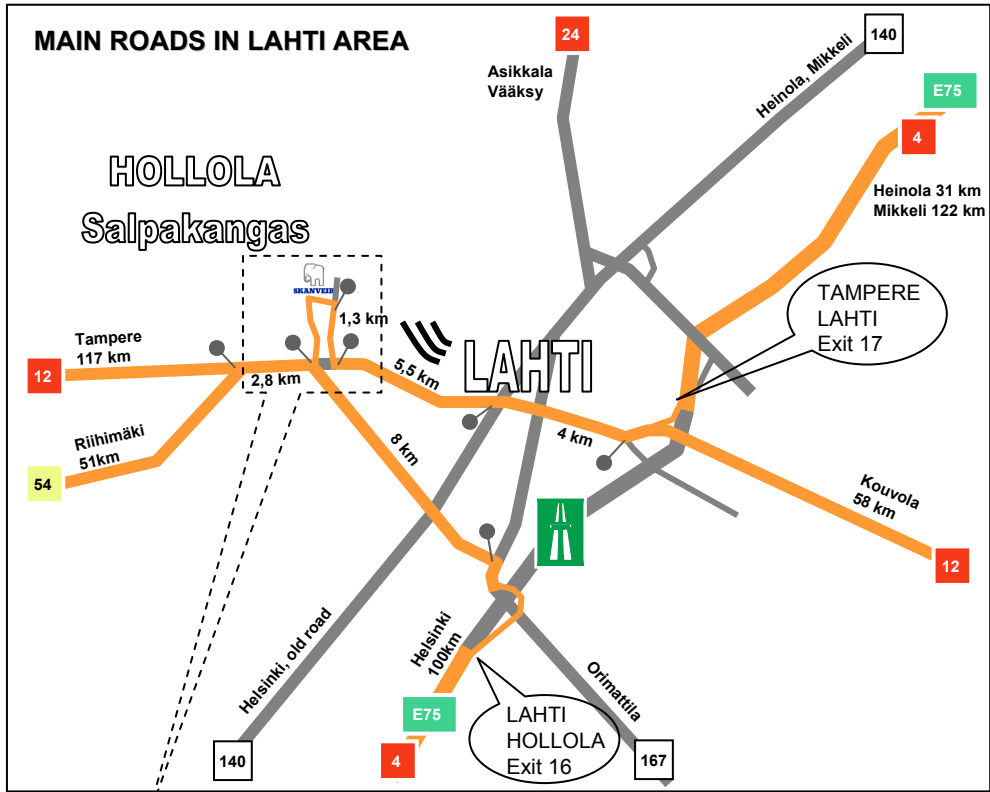 MAIN ROADS IN LAHTI AREA
24
140
Asikkala
Vääksy
Heinola, Mikkeli
E75
4
HOLLOLA
Salpakangas
Heinola 31 km
Mikkeli 122 km
SKANVEIR
1,3 km
TAMPERE
LAHTI
Exit 17
Tampere
117 km
12
2,8 km
5,5 km
LAHTI
Riihimäki
51km
54
8 km
4 km
Kouvola
58 km
12
Helsinki, old road
Helsinki
100km
Orimattila
E75
LAHTI
HOLLOLA
Exit 16
140
4
167